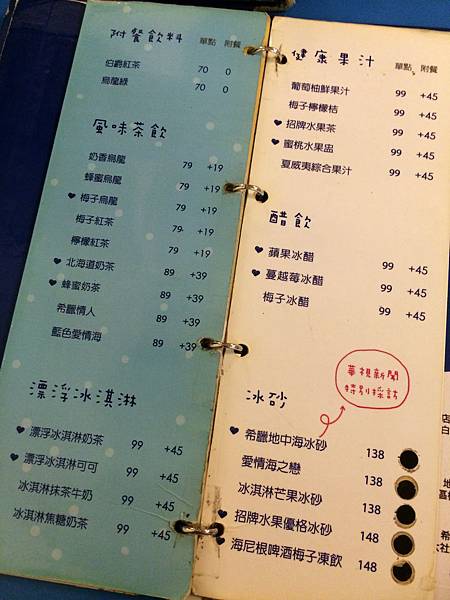 附餐飲料 單點 附餐
伯爵紅茶 70 0
烏龍綠 70 0
風味茶飲
奶香烏龍 79 +19
蜂蜜烏龍 79 +19
♥ 梅子烏龍 79 +19
梅子紅茶 79 +19
檸檬紅茶 79 +19
♥ 北海道奶茶 89 +39
♥ 蜂蜜奶茶 89 +39
希臘情人 89 +39
藍色愛情海 89 +39
漂浮冰淇淋
♥ 漂浮冰淇淋奶茶 99 +45
♥ 漂浮冰淇淋可可 99 +45
冰淇淋抹茶牛奶 99 +45
冰淇淋焦糖奶茶 99 +45
健康果汁 單點 附餐
葡萄柚鮮果汁 99 +45
梅子檸檬桔 99 +45
♥ 招牌水果茶 99 +45
♥ 蜜桃水果盅 99 +45
夏威夷綜合果汁 99 +45
醋飲
♥ 蘋果冰醋 99 +45
♥ 蔓越莓冰醋 99 +45
梅子冰醋 99 +45
華視新聞
特別採訪
冰砂
♥ 希臘地中海冰砂 138
愛情海之戀 138
冰淇淋芒果冰砂 138
♥ 招牌水果優格冰砂 148
海尼根啤酒梅子凍飲 148